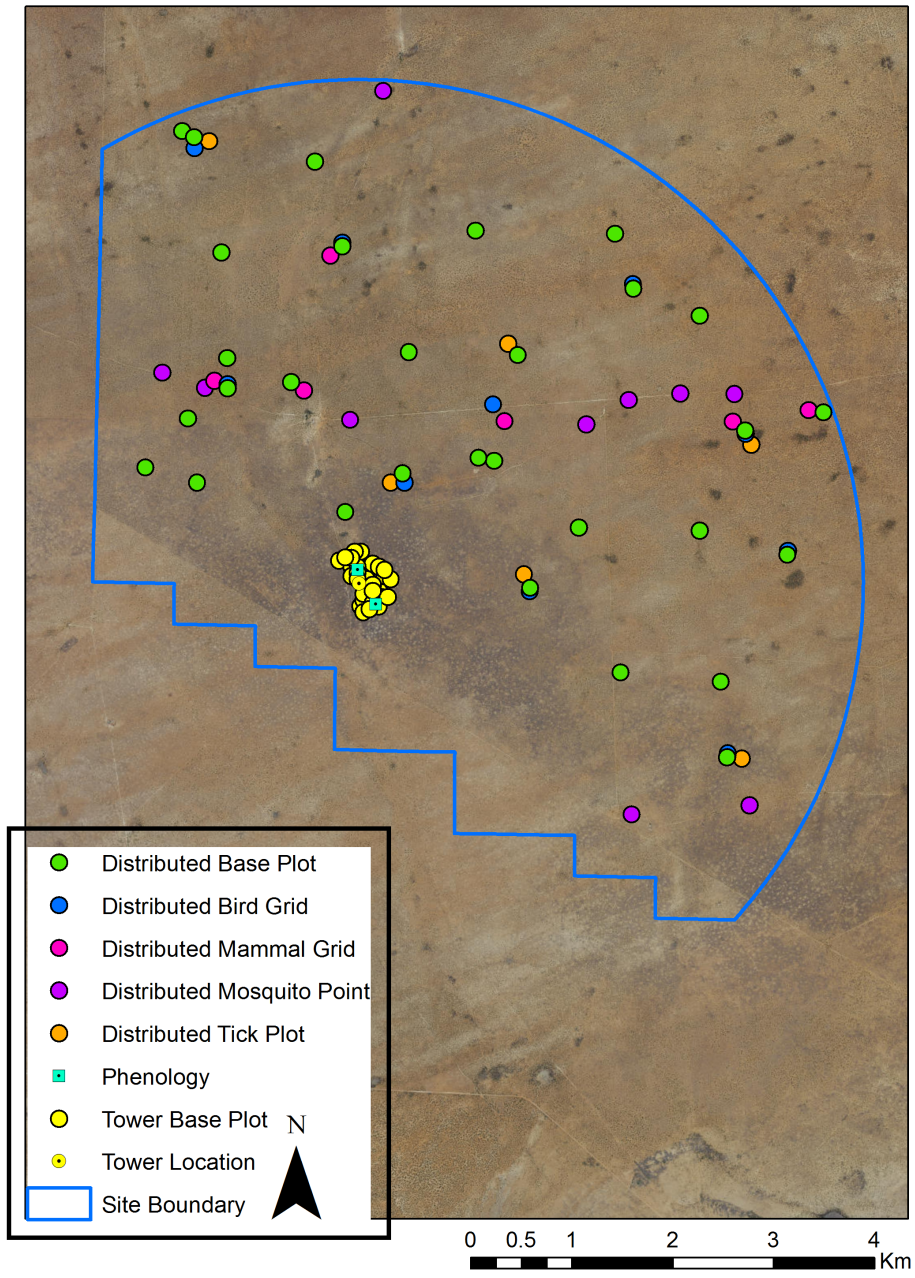 Distributed Base Plot
Distributed Bird Grid
Distributed Mammal Grid
Distributed Mosquito Point
Distributed Tick Plot
Phenology
Tower Base Plot
N
Tower Location
Site Boundary
0 0.5 1 2 3 4
Km